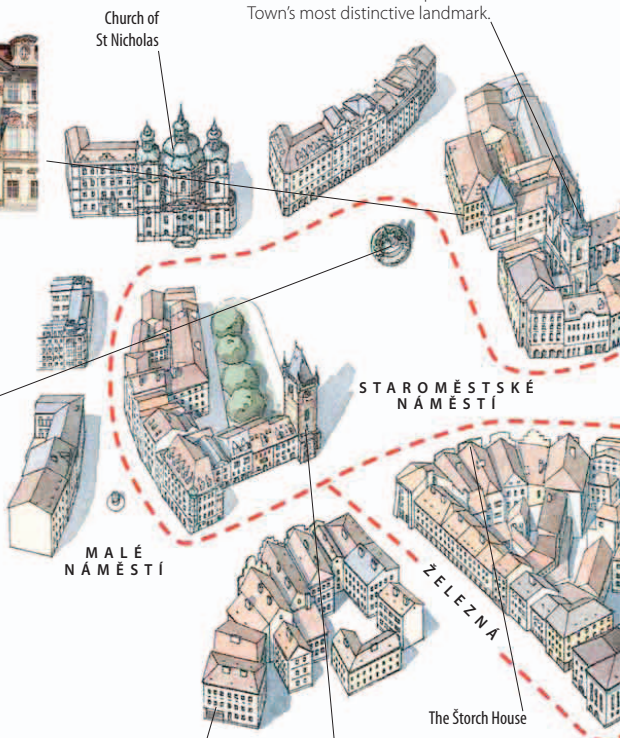 Town's most distinctive landmark.
Church of
St Nicholas
STAROMĚSTSKÉ
NÁMĚSTÍ
MALÉ
NÁMĚSTÍ
ŽELEZNÁ
The Štorch House